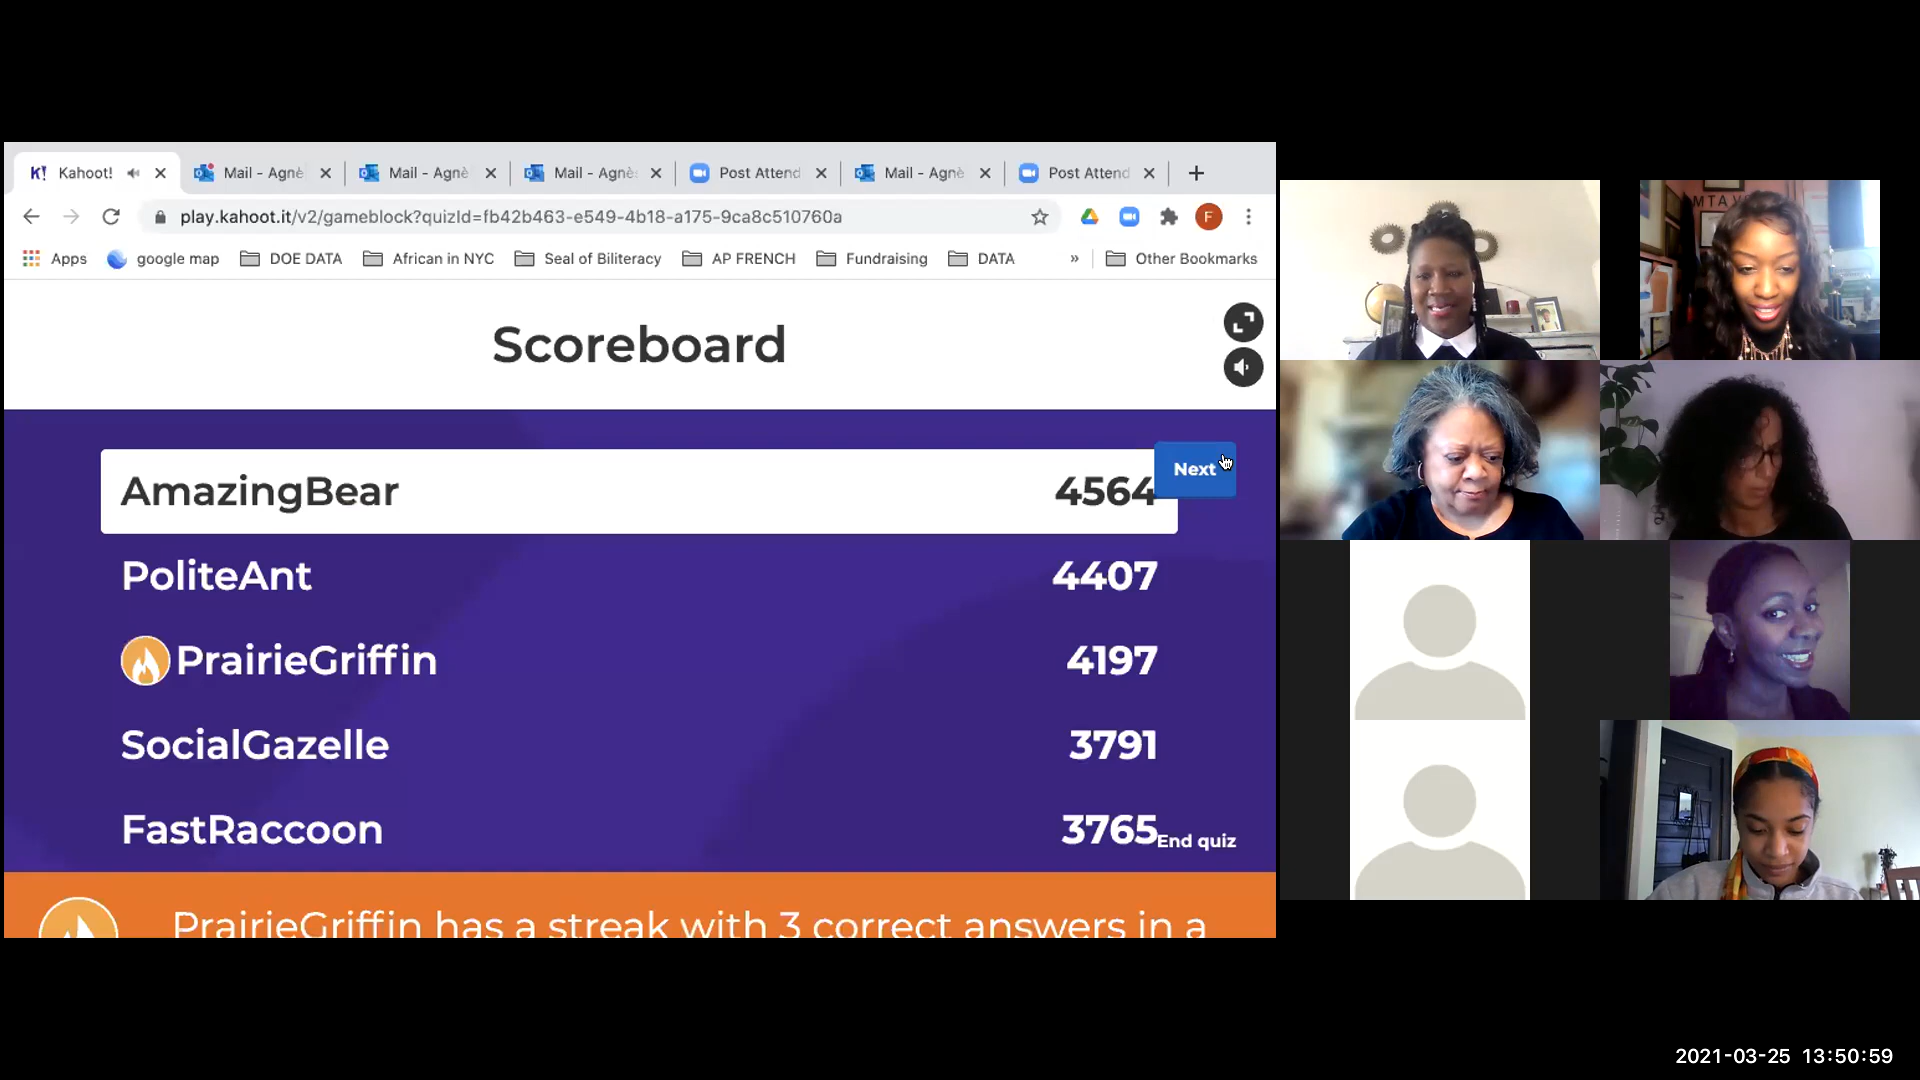 K! Kahoot!
Mail - Agnè
Mail - Agnè
Mail - Agnè
Post Attend
Mail - Agnè
Post Attend
play.kahoot.it/v2/gameblock?quizId=fb42b463-e549-4b18-a175-9ca8c510760a
F
Apps google map DOE DATA African in NYC Seal of Biliteracy AP FRENCH Fundraising DATA » Other Bookmarks
Scoreboard
Next
AmazingBear 4564
PoliteAnt 4407
PrairieGriffin 4197
SocialGazelle 3791
FastRaccoon 3765
End quiz
PrairieGriffin has a streak with 3 correct answers in a
MTA
2021-03-25 13:50:59